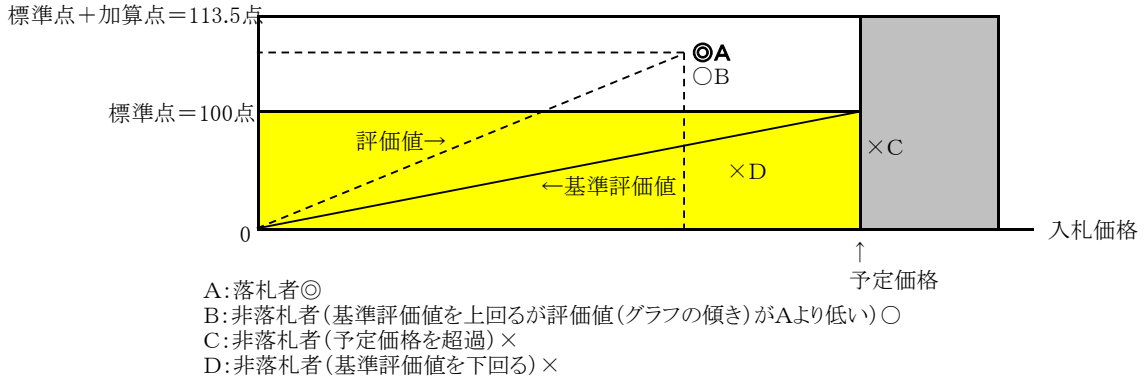 標準点＋加算点＝113.5点
◎A
○B
標準点＝100点
評価値→
×C
×D
←基準評価値
0
入札価格
↑
予定価格
A：落札者◎
B：非落札者（基準評価値を上回るが評価値（グラフの傾き）がAより低い）○
C：非落札者（予定価格を超過）×
D：非落札者（基準評価値を下回る）×